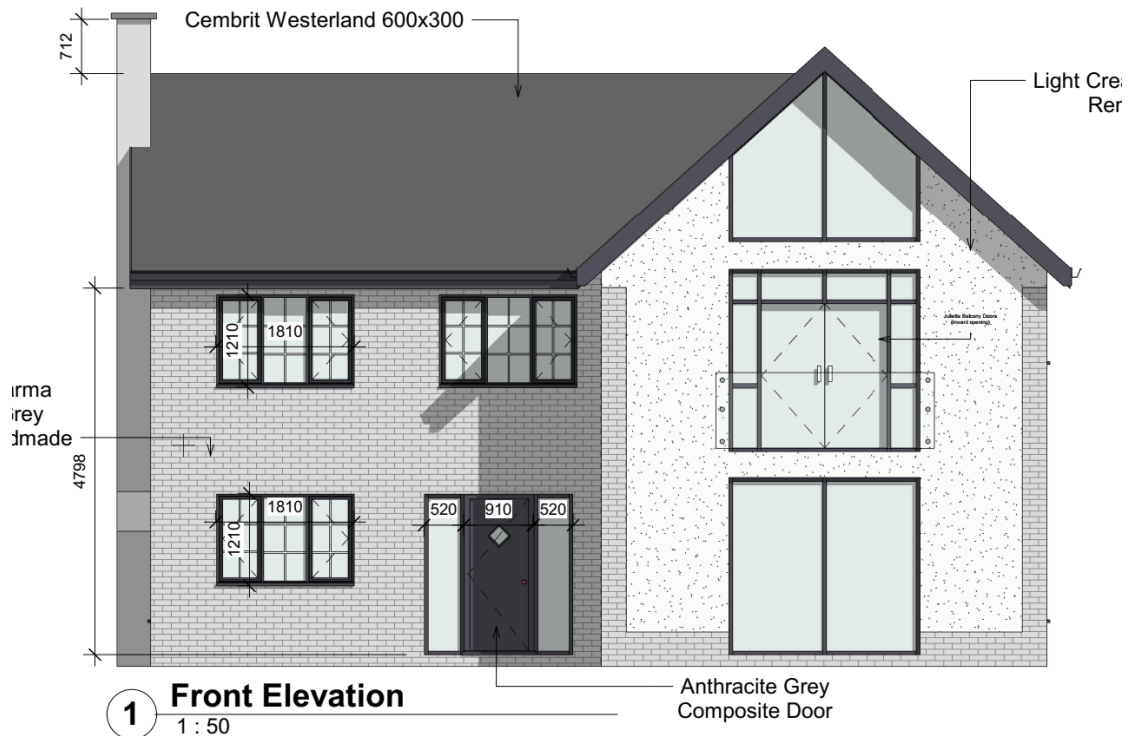 Cembrit Westerland 600x300
712
Light Crea
Rer
1210
1810
Juliette Balcony Doors
(inward opening)
arma
rey
dmade
4798
1810
1210
520
910
520
Anthracite Grey
Composite Door
1
Front Elevation
1 : 50